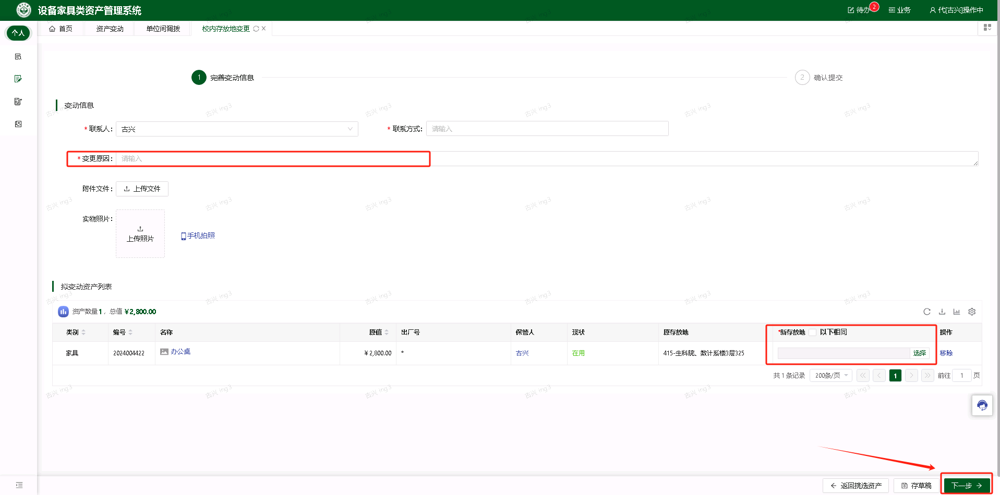 设备家具类资产管理系统
待办 2 业务 代[古兴]操作中
个人 首页 资产变动 单位间调拨 校内存放地变更
1 完善变动信息 2 确认提交
变动信息
*联系人: 古兴 *联系方式: 请输入
*变更原因: 请输入
附件文件: 上传文件
实物照片: 上传照片 手机拍照
拟变动资产列表
资产数量1, 总值 ¥2,800.00
类别 编号 名称 原值 出厂号 保管人 现状 原存放地 *新存放地 以下相同 操作
家具 2024004422 办公桌 ¥2,800.00 * 古兴 在用 415-生科院、数计系楼3层325 选择 移除
共1条记录 200条/页 1 前往 1 页
返回挑选资产 存草稿 下一步
古兴 ing3